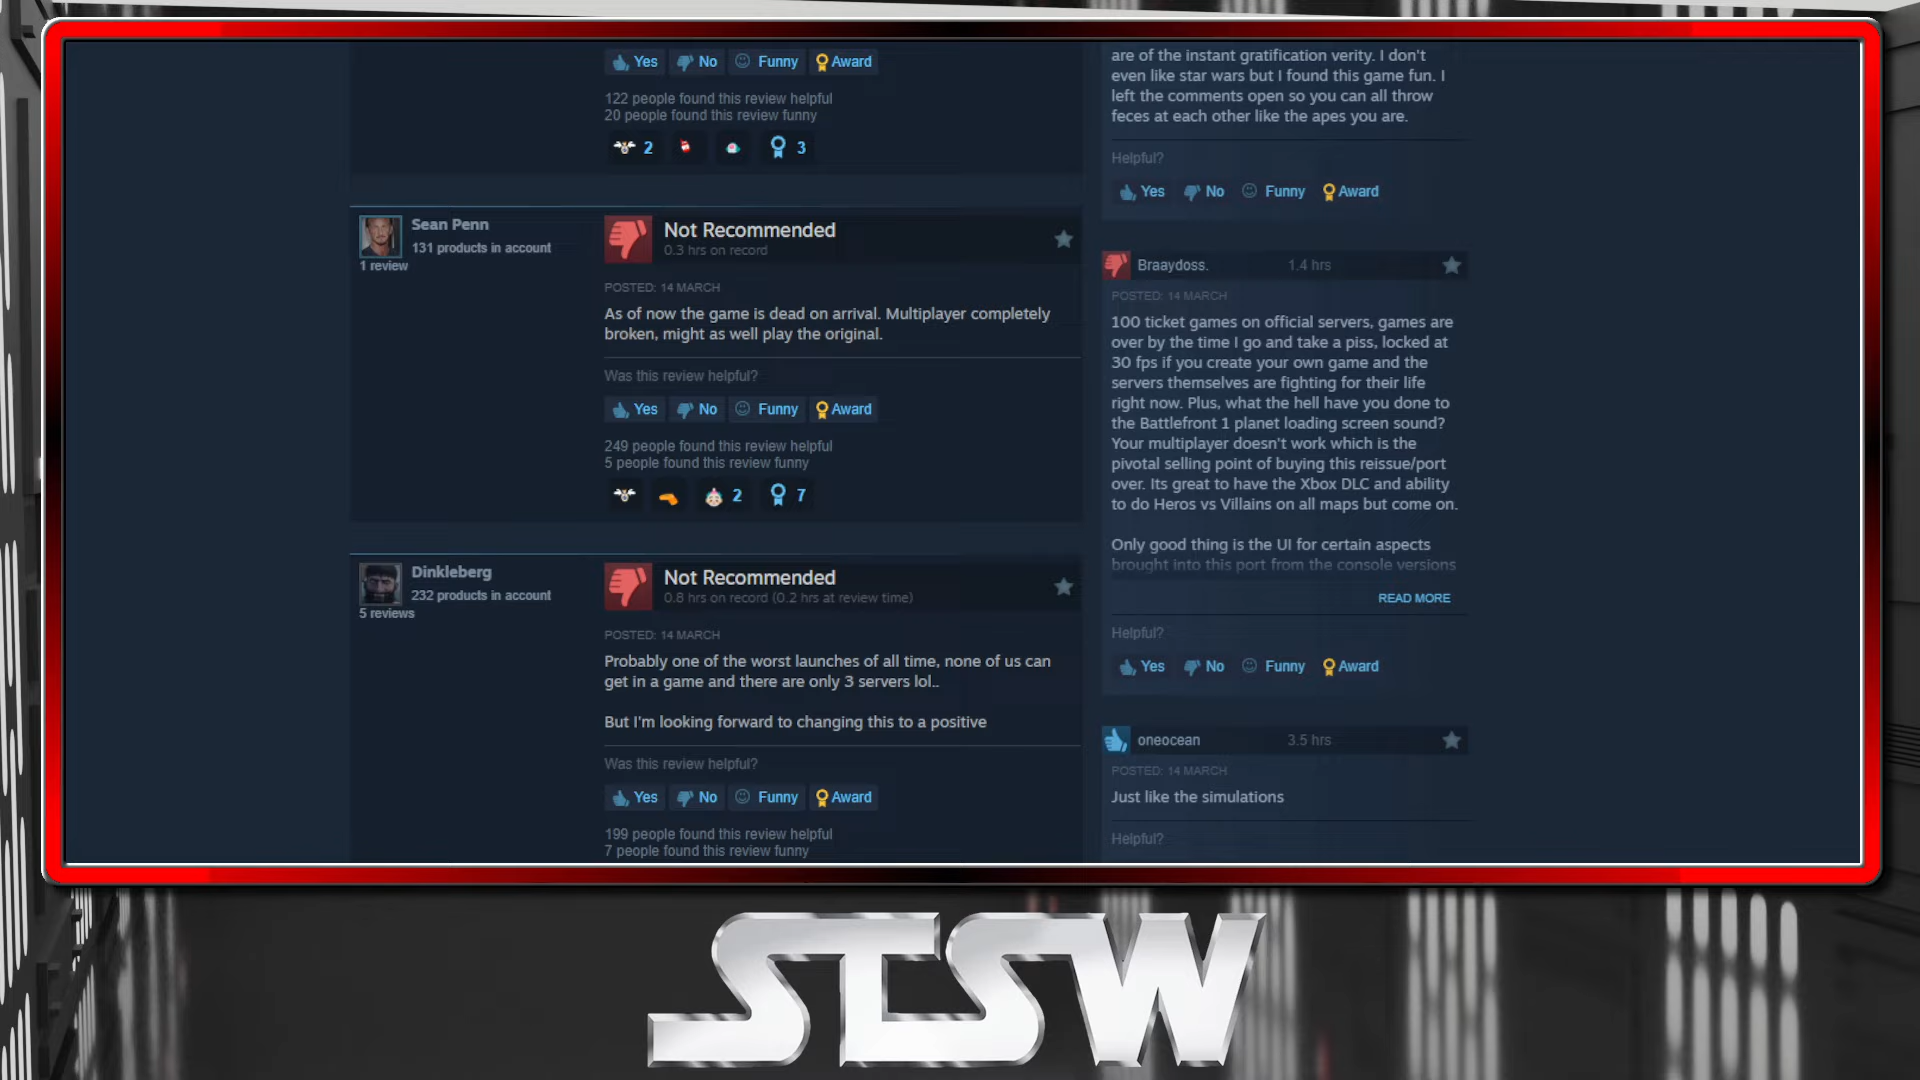 Yes No Funny Award
122 people found this review helpful
20 people found this review funny
2 3
Sean Penn
131 products in account
1 review
Not Recommended
0.3 hrs on record
POSTED: 14 MARCH
As of now the game is dead on arrival. Multiplayer completely
broken, might as well play the original.
Was this review helpful?
Yes No Funny Award
249 people found this review helpful
5 people found this review funny
2 7
Dinkleberg
232 products in account
5 reviews
Not Recommended
0.8 hrs on record (0.2 hrs at review time)
POSTED: 14 MARCH
Probably one of the worst launches of all time, none of us can
get in a game and there are only 3 servers lol..
But I'm looking forward to changing this to a positive
Was this review helpful?
Yes No Funny Award
199 people found this review helpful
7 people found this review funny
are of the instant gratification verity. I don't
even like star wars but I found this game fun. I
left the comments open so you can all throw
feces at each other like the apes you are.
Helpful?
Yes No Funny Award
Braaydoss. 1.4 hrs
POSTED: 14 MARCH
100 ticket games on official servers, games are
over by the time I go and take a piss, locked at
30 fps if you create your own game and the
servers themselves are fighting for their life
right now. Plus, what the hell have you done to
the Battlefront 1 planet loading screen sound?
Your multiplayer doesn't work which is the
pivotal selling point of buying this reissue/port
over. Its great to have the Xbox DLC and ability
to do Heros vs Villains on all maps but come on.
Only good thing is the UI for certain aspects
brought into this port from the console versions
READ MORE
Helpful?
Yes No Funny Award
oneocean 3.5 hrs
POSTED: 14 MARCH
Just like the simulations
Helpful?
STSW